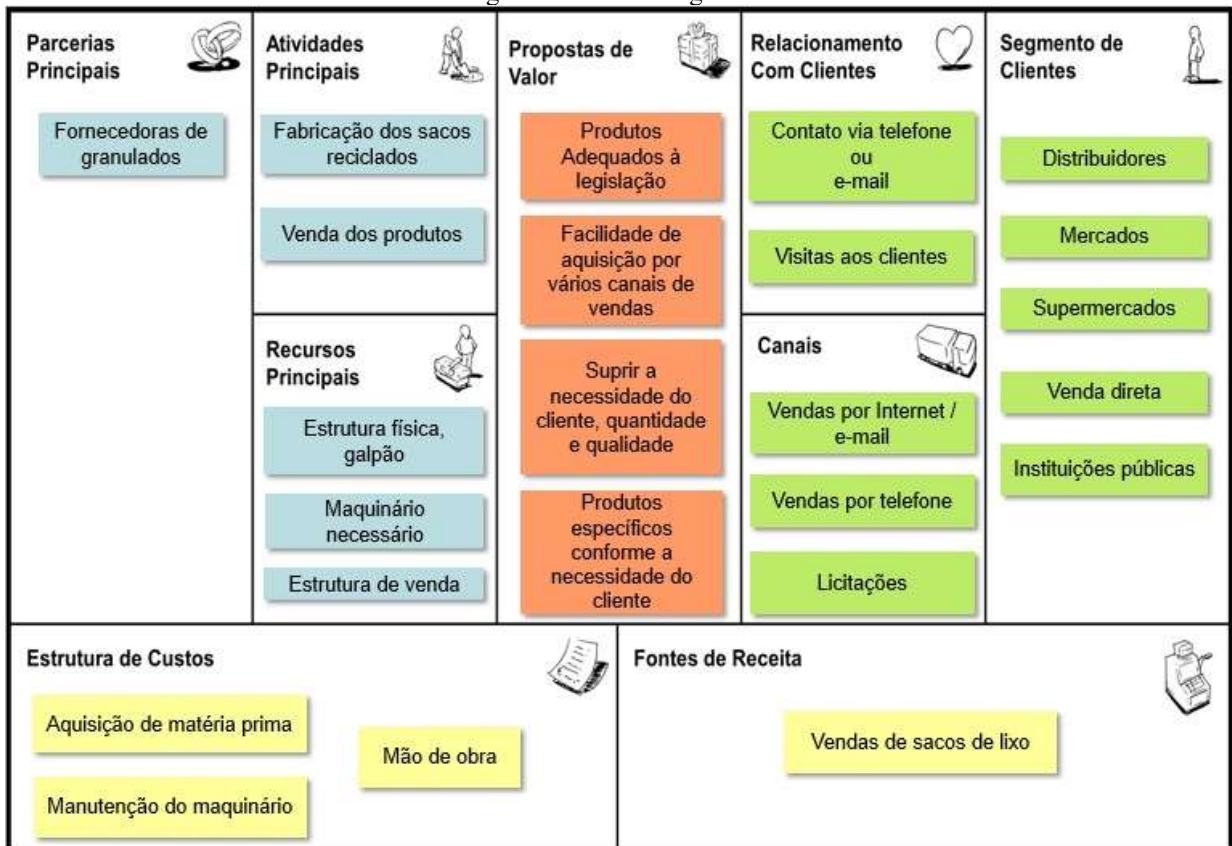 Parcerias
Principais
Fornecedoras de
granulados
Atividades
Principais
Fabricação dos sacos
reciclados
Venda dos produtos
Recursos
Principais
Estrutura física,
galpão
Maquinário
necessário
Estrutura de venda
Propostas de
Valor
Produtos
Adequados à
legislação
Facilidade de
aquisição por
vários canais de
vendas
Suprir a
necessidade do
cliente, quantidade
e qualidade
Produtos
específicos
conforme a
necessidade do
cliente
Relacionamento
Com Clientes
Contato via telefone
ou
e-mail
Visitas aos clientes
Canais
Vendas por Internet /
e-mail
Vendas por telefone
Licitações
Segmento de
Clientes
Distribuidores
Mercados
Supermercados
Venda direta
Instituições públicas
Estrutura de Custos
Aquisição de matéria prima
Mão de obra
Manutenção do maquinário
Fontes de Receita
Vendas de sacos de lixo